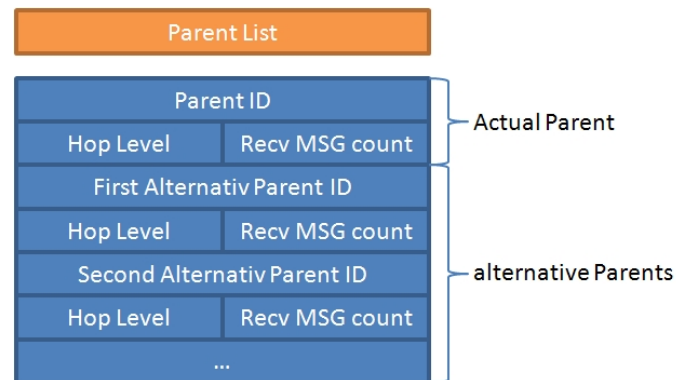 Parent List
Parent ID
Hop Level Recv MSG count
Actual Parent
First Alternativ Parent ID
Hop Level Recv MSG count
Second Alternativ Parent ID
alternative Parents
Hop Level Recv MSG count
...